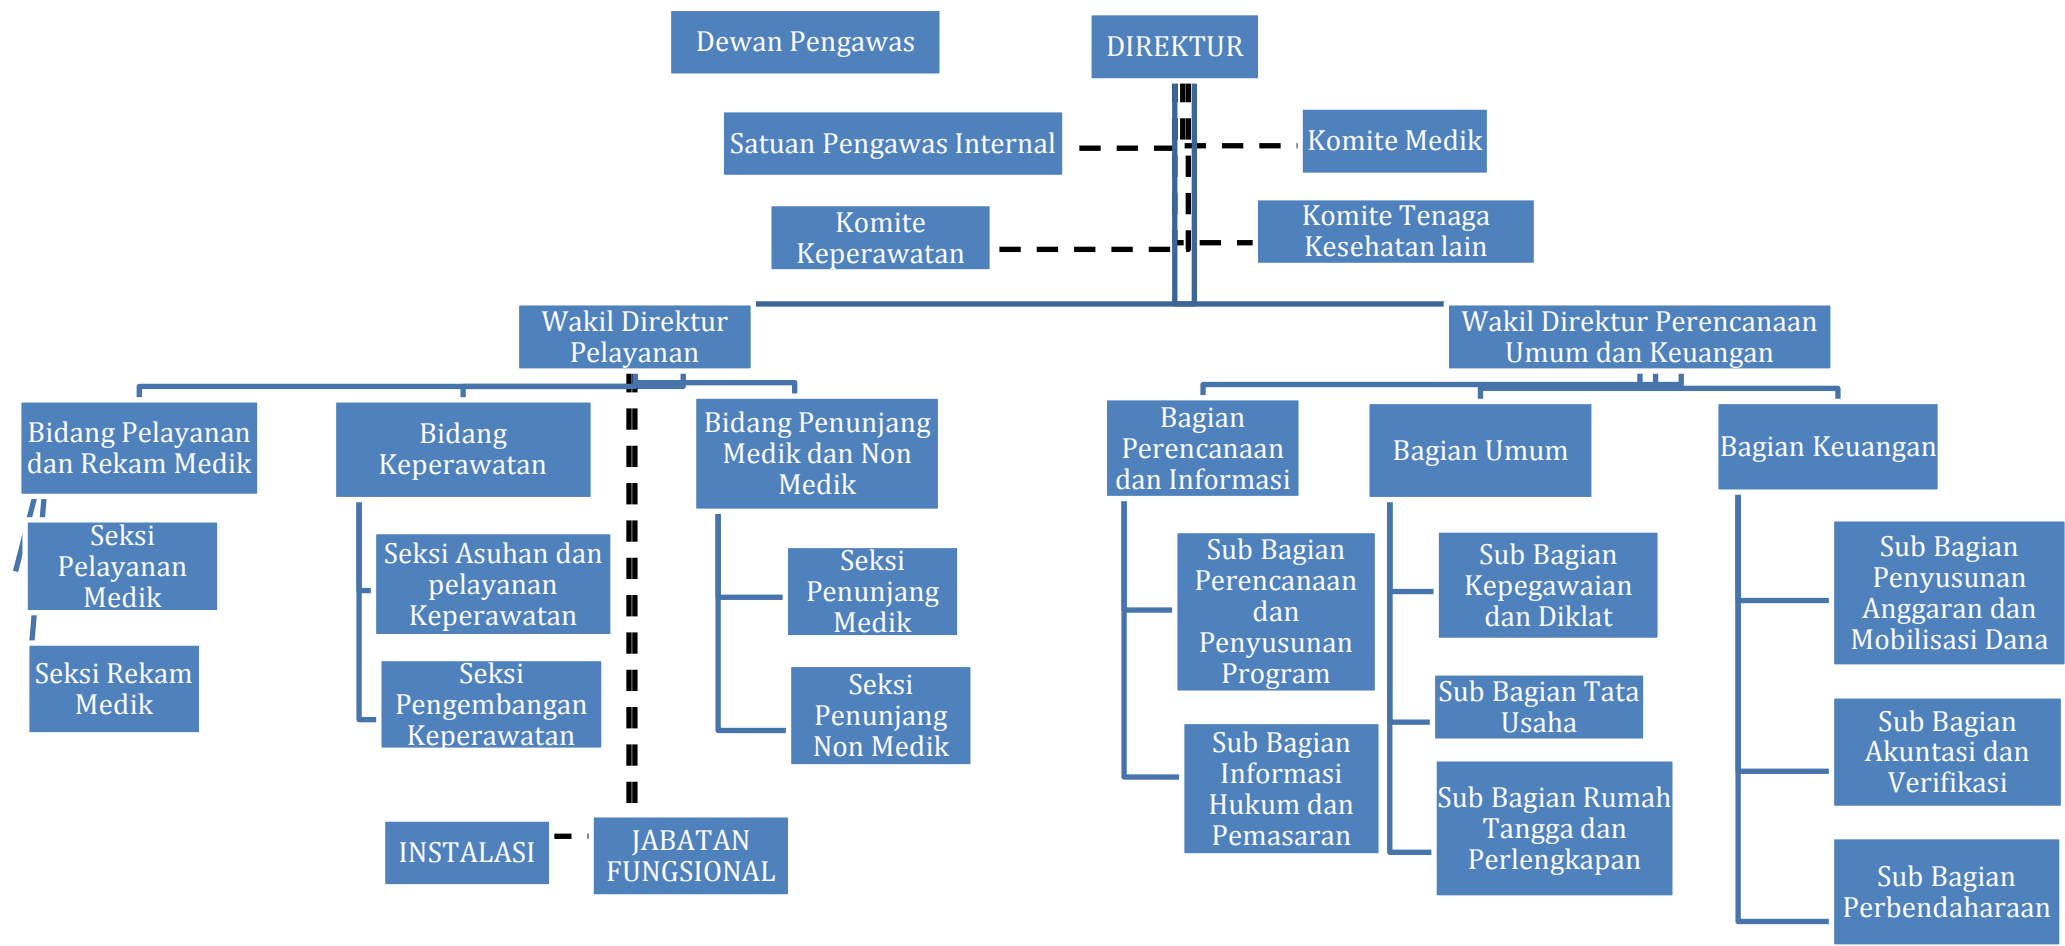 Dewan Pengawas
DIREKTUR
Satuan Pengawas Internal
Komite Medik
Komite
Keperawatan
Komite Tenaga
Kesehatan lain
Wakil Direktur
Pelayanan
Wakil Direktur Perencanaan
Umum dan Keuangan
Bidang Pelayanan
dan Rekam Medik
Bidang
Keperawatan
Bidang Penunjang
Medik dan Non
Medik
Bagian
Perencanaan
dan Informasi
Bagian Umum
Bagian Keuangan
Seksi
Pelayanan
Medik
Seksi Rekam
Medik
Seksi Asuhan dan
pelayanan
Keperawatan
Seksi
Pengembangan
Keperawatan
Seksi
Penunjang
Medik
Seksi
Penunjang
Non Medik
Sub Bagian
Perencanaan
dan
Penyusunan
Program
Sub Bagian
Informasi
Hukum dan
Pemasaran
Sub Bagian
Kepegawaian
dan Diklat
Sub Bagian Tata
Usaha
Sub Bagian Rumah
Tangga dan
Perlengkapan
Sub Bagian
Penyusunan
Anggaran dan
Mobilisasi Dana
Sub Bagian
Akuntasi dan
Verifikasi
Sub Bagian
Perbendaharaan
INSTALASI
JABATAN
FUNGSIONAL